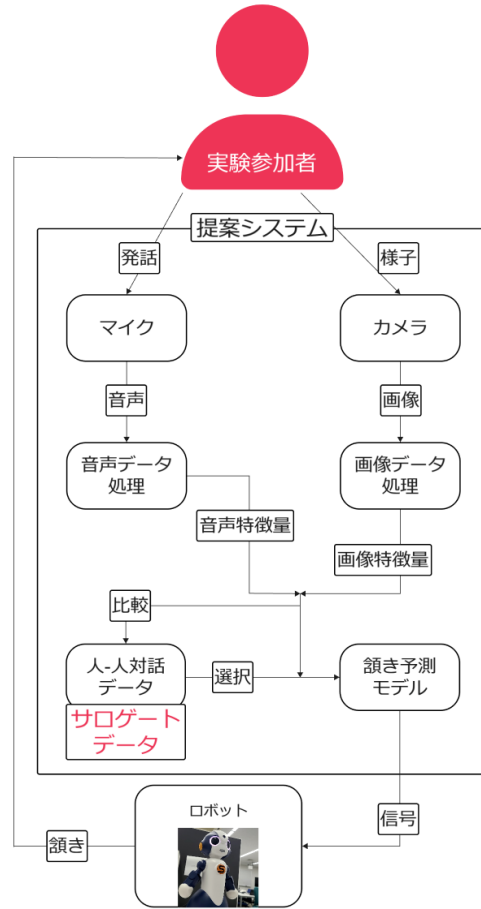 実験参加者
提案システム
発話
様子
マイク
カメラ
音声
画像
音声データ
処理
画像データ
処理
音声特徴量
画像特徴量
比較
人-人対話
データ
選択
頷き予測
モデル
サロゲート
データ
ロボット
信号
頷き
S